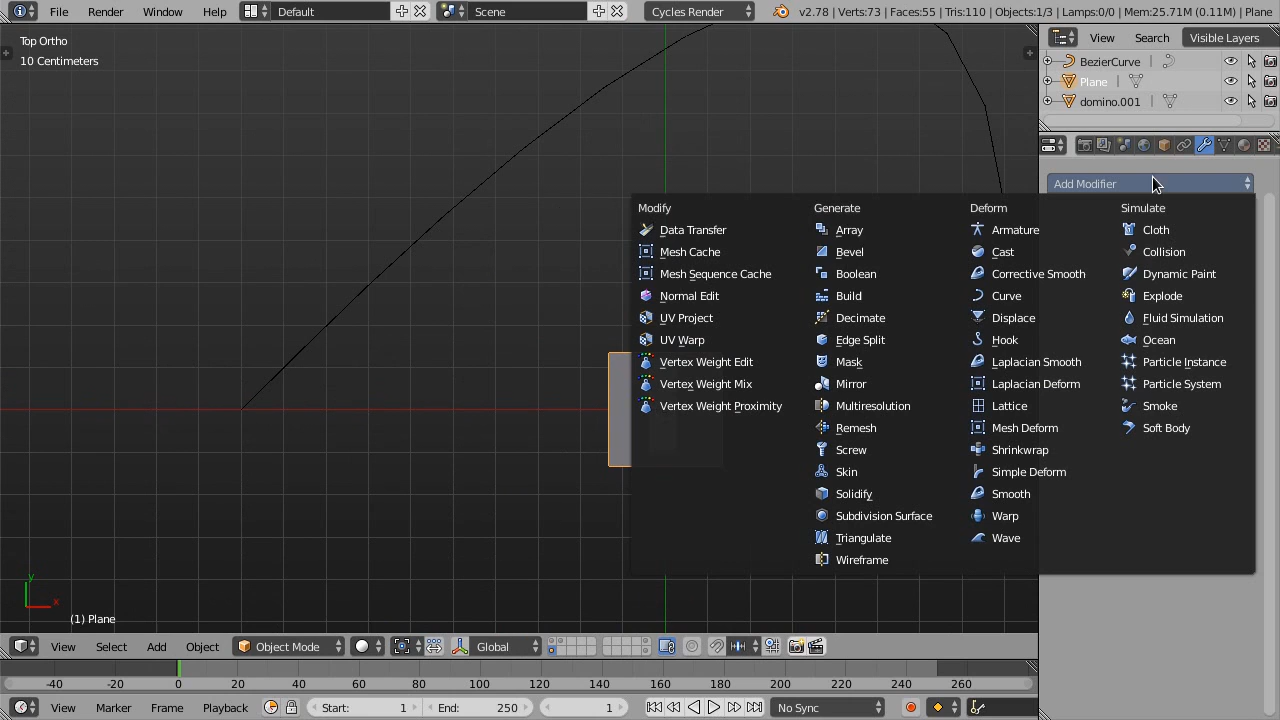 File Render Window Help Default Scene Cycles Render v2.78 | Verts:73 | Faces:55 | Tris:110 | Objects:1/3 | Lamps:0/0 | Mem:25.71M (0.11M) | Plane
Top Ortho
10 Centimeters
View Search Visible Layers
BezierCurve
Plane
domino.001
Add Modifier
Modify Generate Deform Simulate
Data Transfer Array Armature Cloth
Mesh Cache Bevel Cast Collision
Mesh Sequence Cache Boolean Corrective Smooth Dynamic Paint
Normal Edit Build Curve Explode
UV Project Decimate Displace Fluid Simulation
UV Warp Edge Split Hook Ocean
Vertex Weight Edit Mask Laplacian Smooth Particle Instance
Vertex Weight Mix Mirror Laplacian Deform Particle System
Vertex Weight Proximity Multiresolution Lattice Smoke
Remesh Mesh Deform Soft Body
Screw Shrinkwrap
Skin Simple Deform
Solidify Smooth
Subdivision Surface Warp
Triangulate Wave
Wireframe
y
x
(1) Plane
View Select Add Object Object Mode Global
-40 -20 0 20 40 60 80 100 120 140 160 180 200 220 240 260
View Marker Frame Playback Start: 1 End: 250 1 No Sync